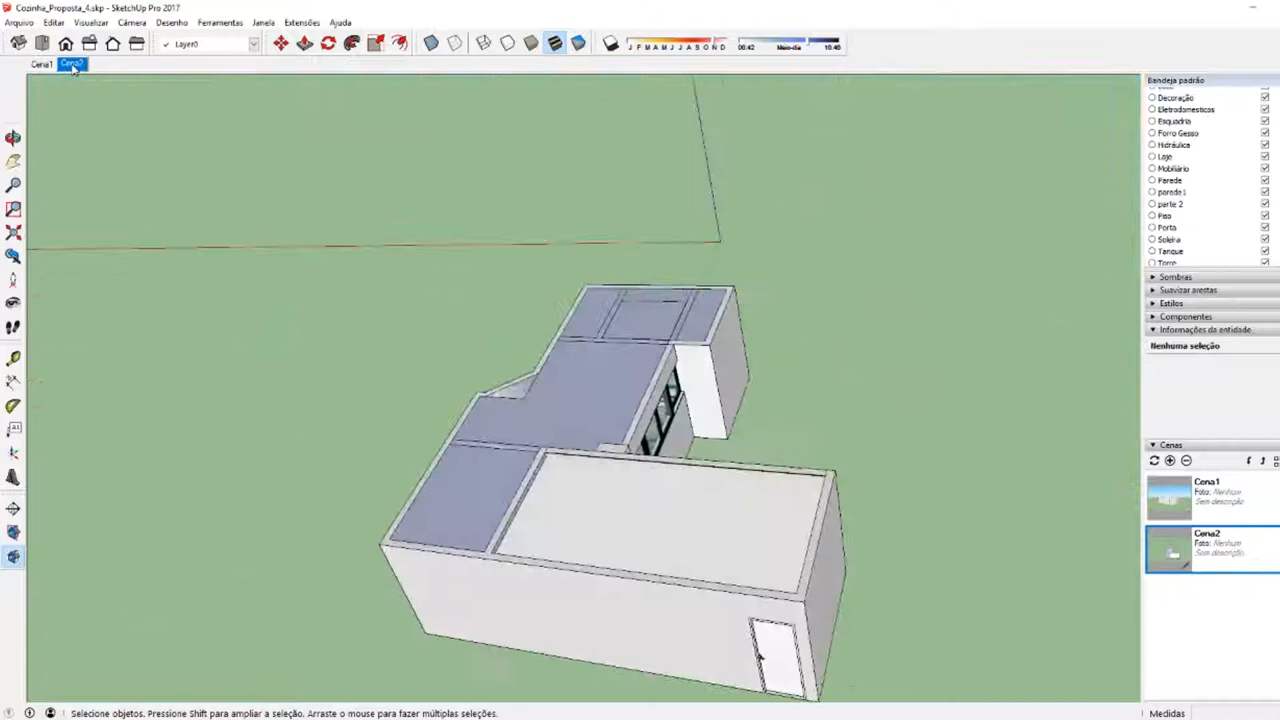 Cozinha_Proposta_4.skp - SketchUp Pro 2017
Arquivo Editar Visualizar Câmera Desenho Ferramentas Janela Extensões Ajuda
Layer0
J F M A M J J A S O N D
00:42 Meio-dia 18:46
Cena1 Cena2
Bandeja padrão
Decoração
Eletrodomesticos
Esquadria
Forro Gesso
Hidráulica
Laje
Mobiliário
Parede
parede1
parte 2
Piso
Porta
Soleira
Tanque
Torre
Sombras
Suavizar arestas
Estilos
Componentes
Informações da entidade
Nenhuma seleção
Cenas
Cena1
Foto: Nenhum
Sem descrição
Cena2
Foto: Nenhum
Sem descrição
Selecione objetos. Pressione Shift para ampliar a seleção. Arraste o mouse para fazer múltiplas seleções.
Medidas